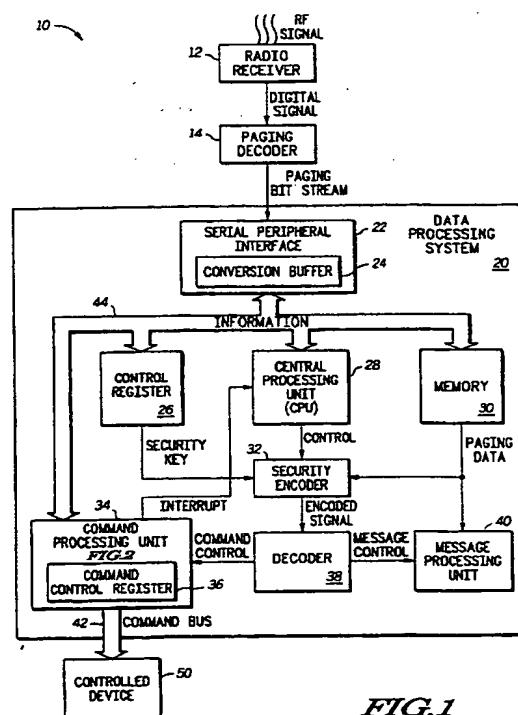 10
RF
SIGNAL
12
RADIO
RECEIVER
DIGITAL
SIGNAL
14
PAGING
DECODER
PAGING
BIT STREAM
22
SERIAL PERIPHERAL
INTERFACE
CONVERSION BUFFER
24
DATA
PROCESSING
SYSTEM
20
44
INFORMATION
CONTROL
REGISTER
26
CENTRAL
PROCESSING
UNIT
(CPU)
28
MEMORY
30
SECURITY
KEY
CONTROL
PAGING
DATA
32
SECURITY
ENCODER
INTERRUPT
34
COMMAND
PROCESSING UNIT
FIG.2
COMMAND
CONTROL REGISTER
36
COMMAND
CONTROL
ENCODED
SIGNAL
DECODER
38
MESSAGE
CONTROL
40
MESSAGE
PROCESSING
UNIT
42
COMMAND BUS
CONTROLLED
DEVICE
50
FIG.1